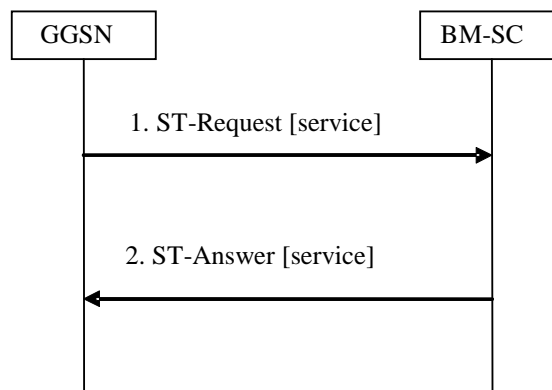 GGSN
BM-SC
1. ST-Request [service]
2. ST-Answer [service]